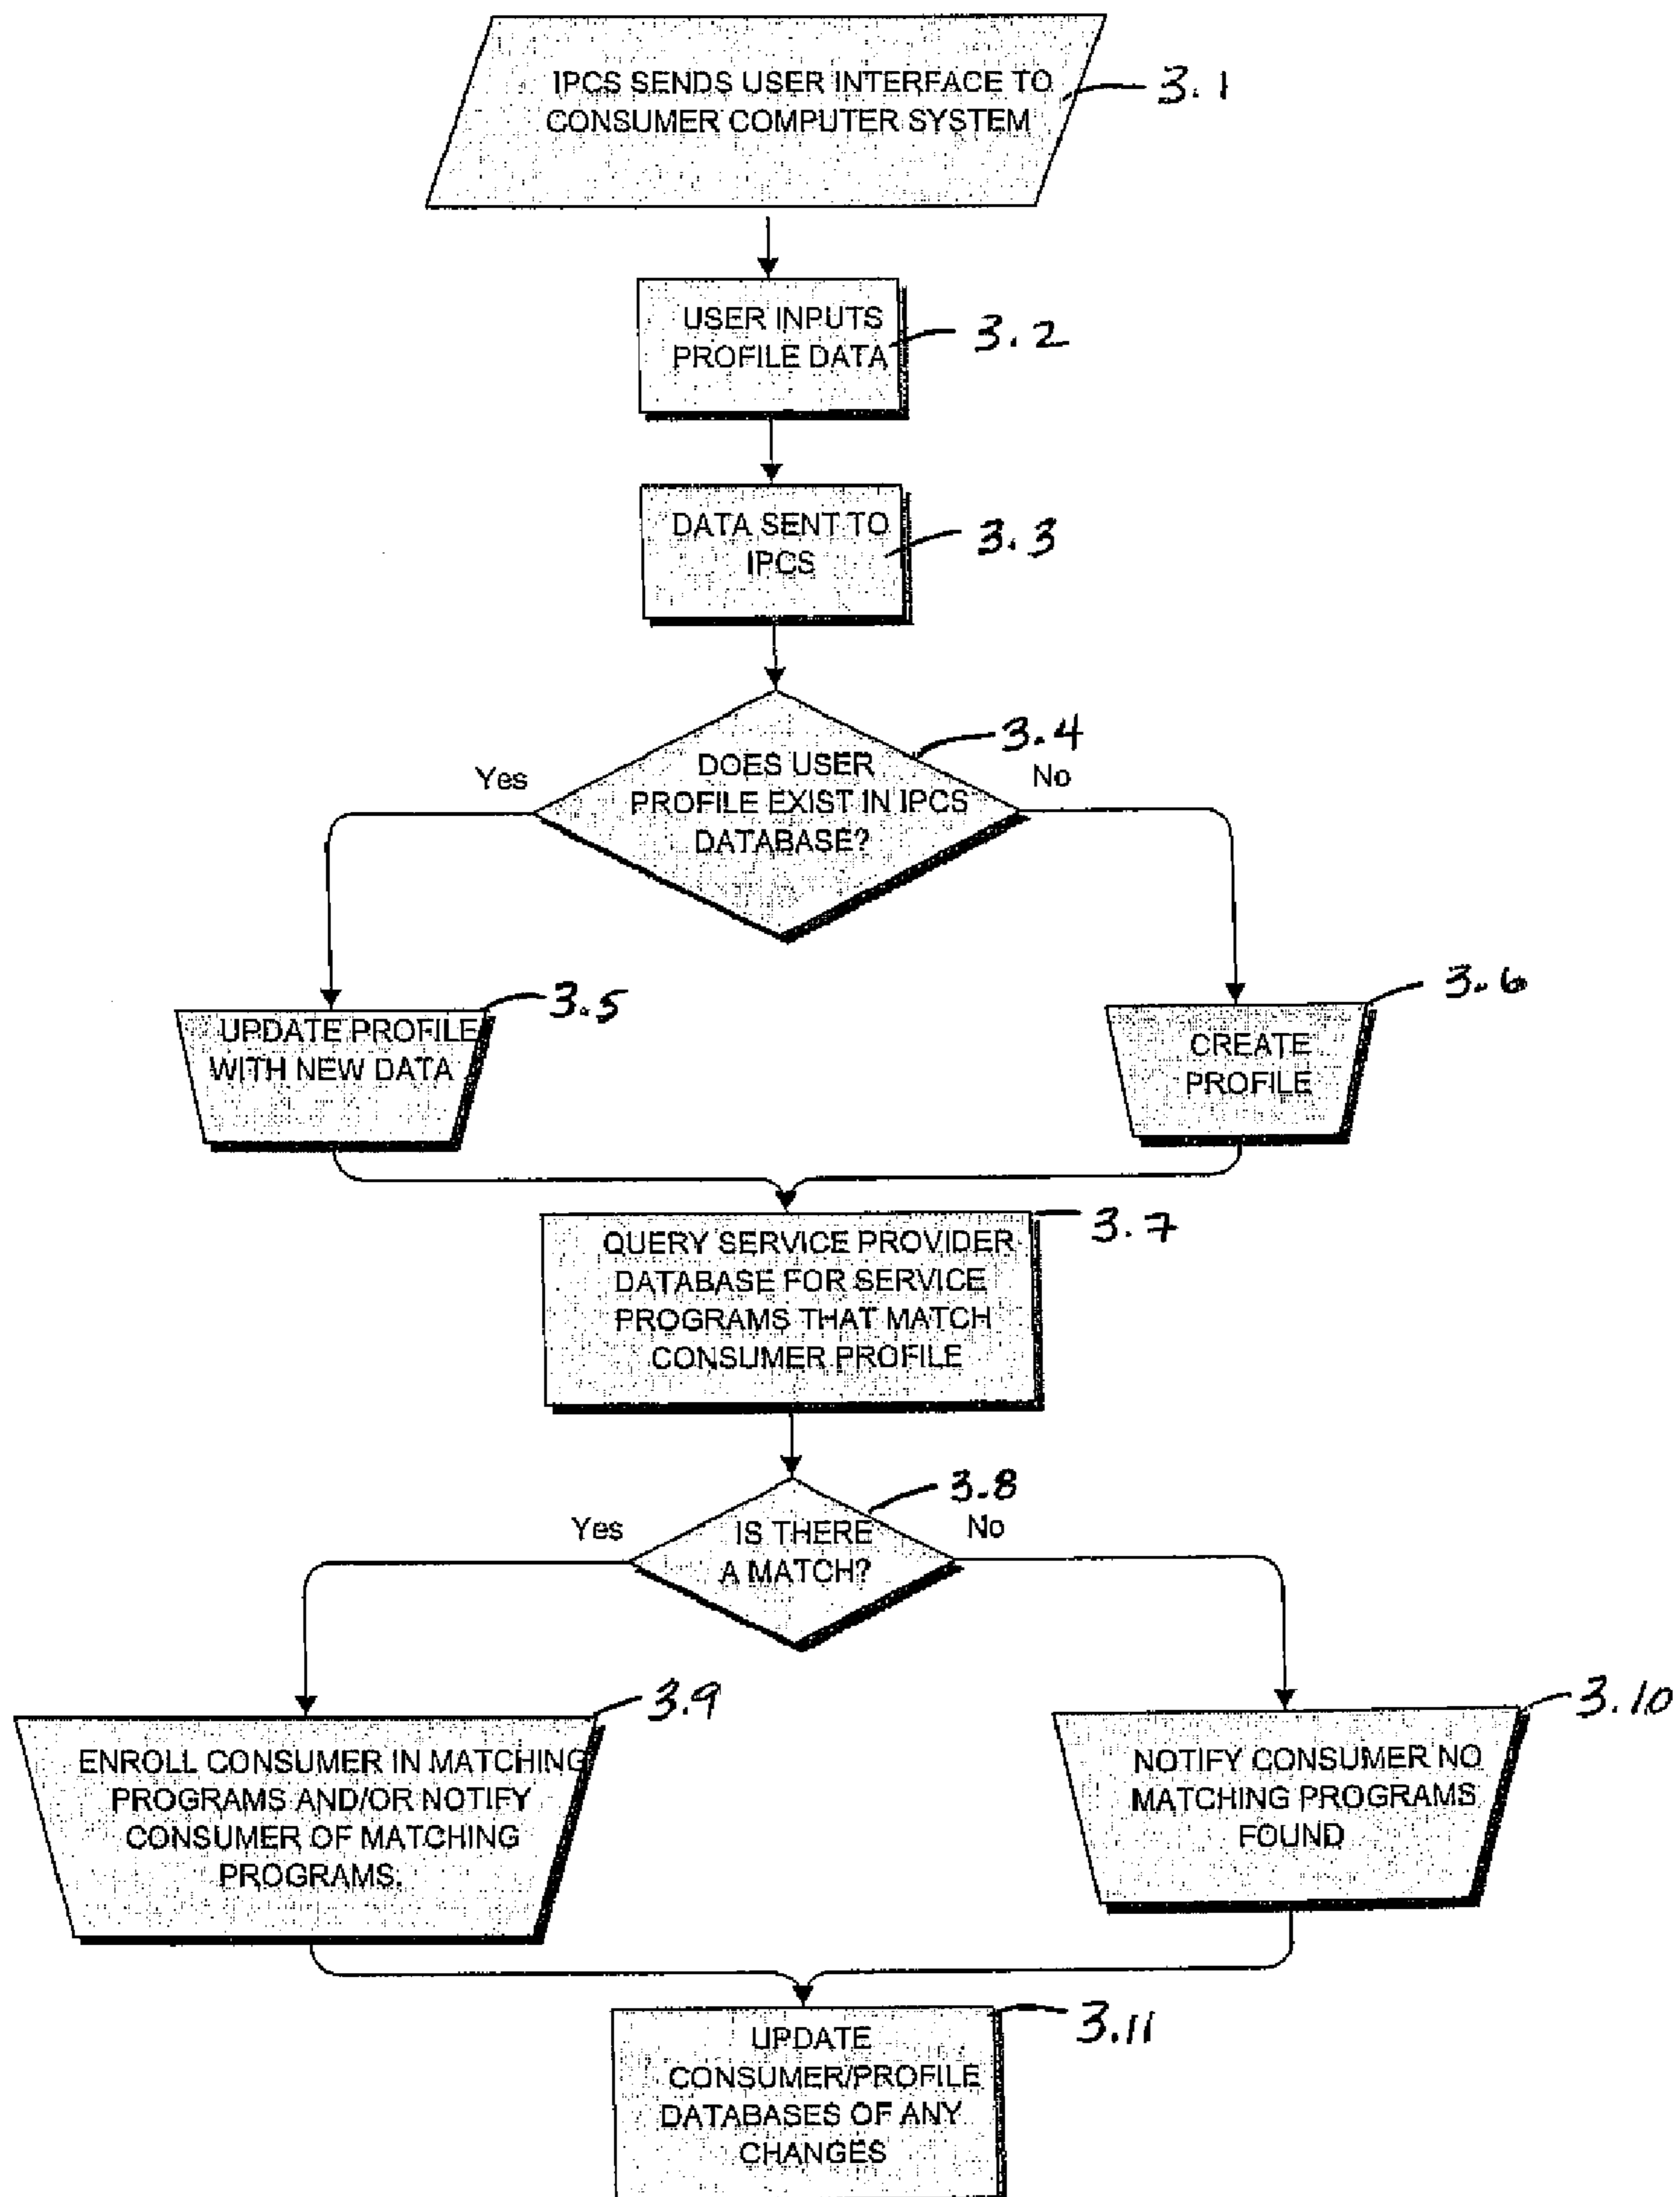 IPCS SENDS USER INTERFACE TO
CONSUMER COMPUTER SYSTEM
3.1
USER INPUTS
PROFILE DATA
3.2
DATA SENT TO
IPCS
3.3
3.4
Yes
No
DOES USER
PROFILE EXIST IN IPCS
DATABASE?
3.5
UPDATE PROFILE
WITH NEW DATA
3.6
CREATE
PROFILE
3.7
QUERY SERVICE PROVIDER
DATABASE FOR SERVICE
PROGRAMS THAT MATCH
CONSUMER PROFILE
3.8
Yes
No
IS THERE
A MATCH?
3.9
ENROLL CONSUMER IN MATCHING
PROGRAMS AND/OR NOTIFY
CONSUMER OF MATCHING
PROGRAMS.
3.10
NOTIFY CONSUMER NO
MATCHING PROGRAMS
FOUND
3.11
UPDATE
CONSUMER/PROFILE
DATABASES OF ANY
CHANGES